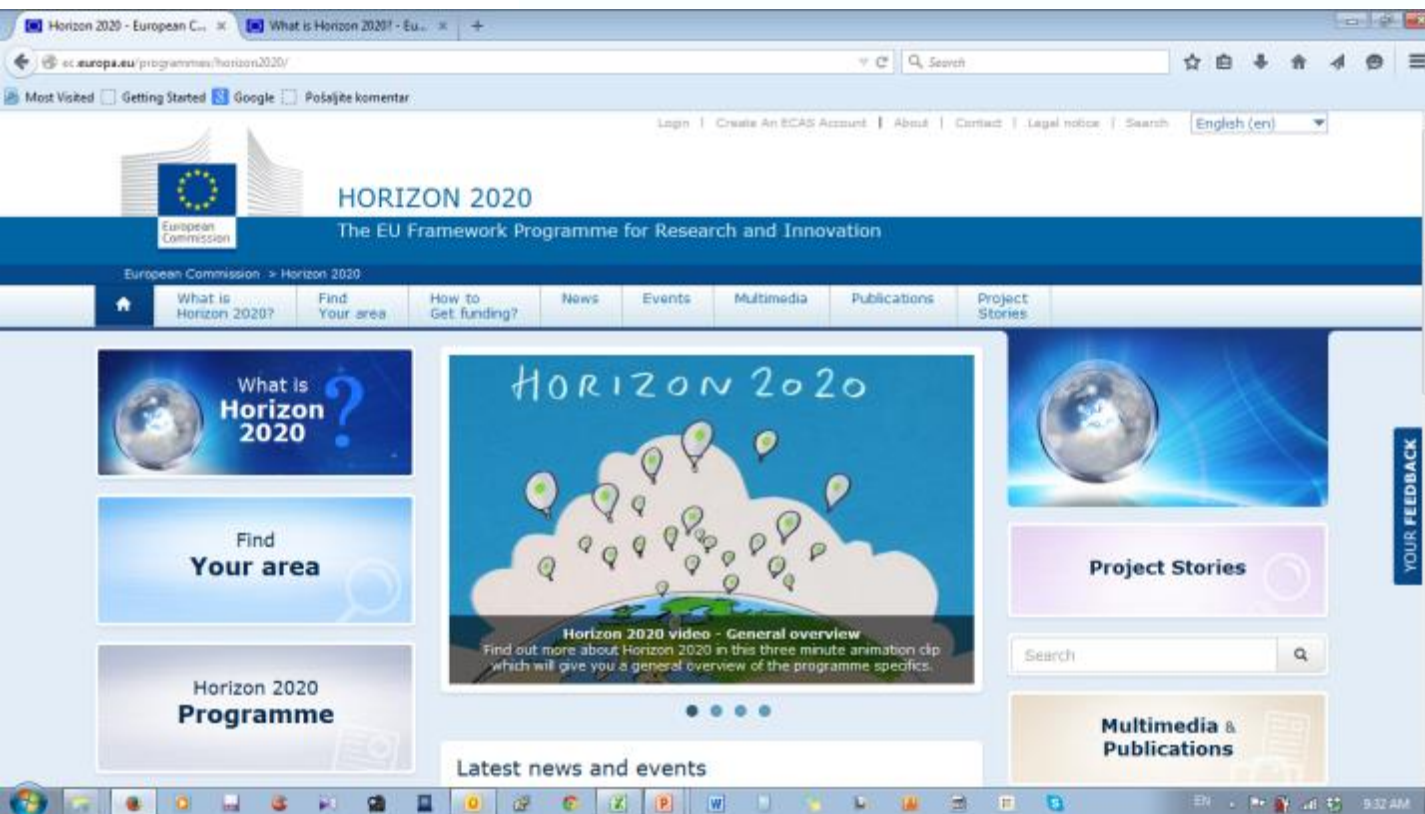 Horizon 2020 - European C...
What is Horizon 2020? - Eu...
ec.europa.eu/programmes/horizon2020/
Search
Most Visited Getting Started Google Pošaljite komentar
Login | Create An ECAS Account | About | Contact | Legal notice | Search English (en)
HORIZON 2020
European
Commission
The EU Framework Programme for Research and Innovation
European Commission > Horizon 2020
What is
Horizon 2020?
Find
Your area
How to
Get funding?
News
Events
Multimedia
Publications
Project
Stories
What is
Horizon
2020
?
Find
Your area
Horizon 2020
Programme
HORIZON 2020
Horizon 2020 video - General overview
Find out more about Horizon 2020 in this three minute animation clip
which will give you a general overview of the programme specifics.
Latest news and events
Project Stories
Search
Multimedia &
Publications
YOUR FEEDBACK
EN
9:32 AM